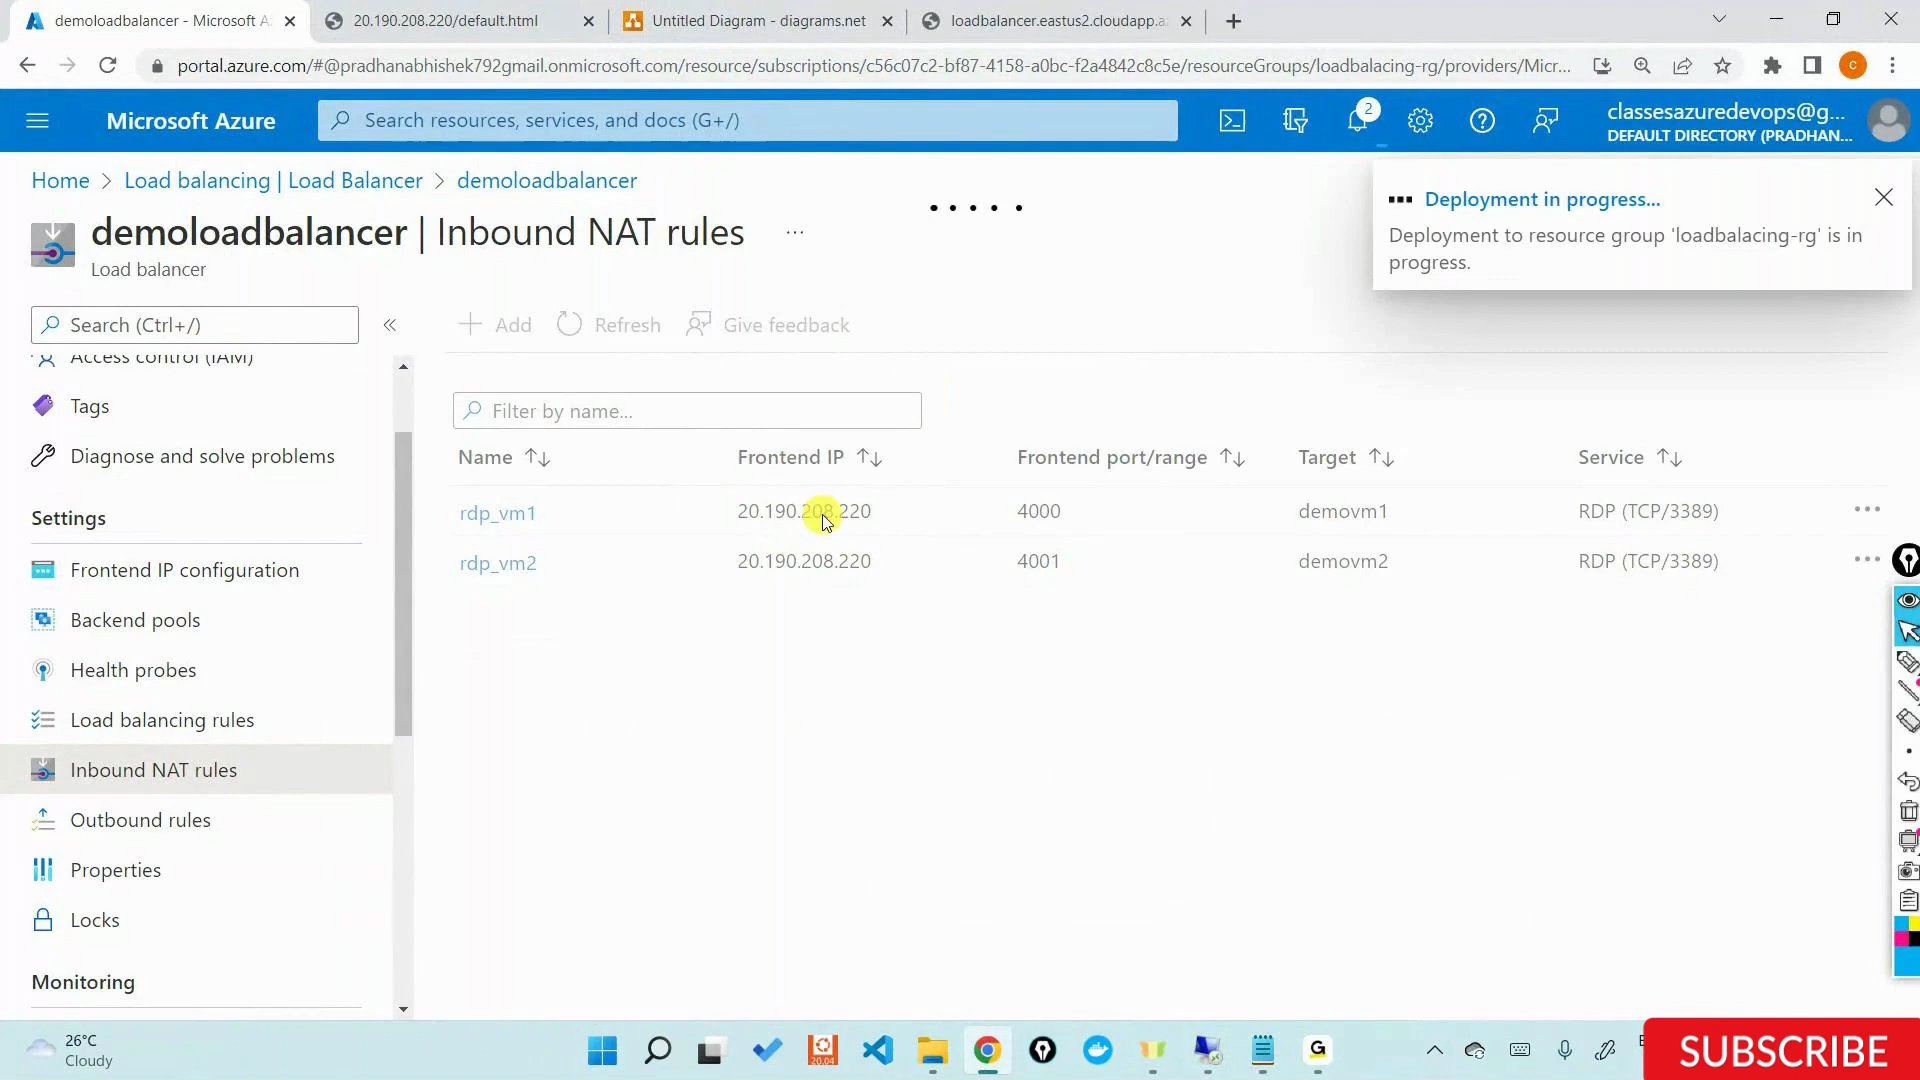 demoloadbalancer - Microsoft A
20.190.208.220/default.html
Untitled Diagram - diagrams.net
loadbalancer.eastus2.cloudapp.a
portal.azure.com/#@pradhanabhishek792gmail.onmicrosoft.com/resource/subscriptions/c56c07c2-bf87-4158-a0bc-f2a4842c8c5e/resourceGroups/loadbalacing-rg/providers/Micr...
C
Microsoft Azure
Search resources, services, and docs (G+/)
2
classesazuredevops@g...
DEFAULT DIRECTORY (PRADHAN...
Home > Load balancing | Load Balancer > demoloadbalancer
demoloadbalancer | Inbound NAT rules
Load balancer
Deployment in progress...
Deployment to resource group 'loadbalacing-rg' is in
progress.
Search (Ctrl+/)
Add
Refresh
Give feedback
Access control (IAM)
Tags
Diagnose and solve problems
Settings
Frontend IP configuration
Backend pools
Health probes
Load balancing rules
Inbound NAT rules
Outbound rules
Properties
Locks
Monitoring
Filter by name...
Name Frontend IP Frontend port/range Target Service
rdp_vm1 20.190.208.220 4000 demovm1 RDP (TCP/3389)
rdp_vm2 20.190.208.220 4001 demovm2 RDP (TCP/3389)
26°C
Cloudy
20.04
G
SUBSCRIBE